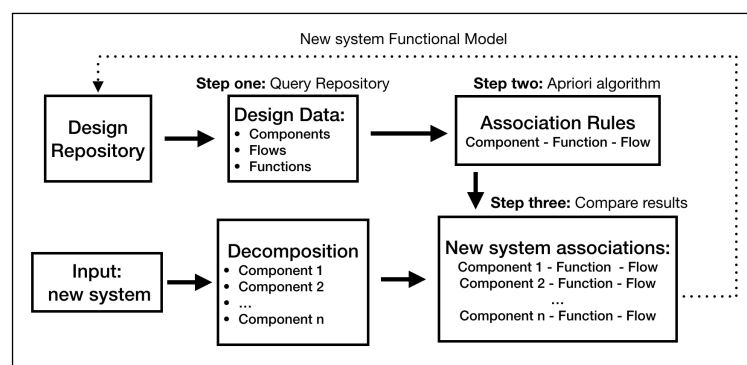 New system Functional Model
Step one: Query Repository
Step two: Apriori algorithm
Design
Repository
Design Data:
• Components
• Flows
• Functions
Association Rules
Component - Function - Flow
Step three: Compare results
Input:
new system
Decomposition
• Component 1
• Component 2
• ...
• Component n
New system associations:
Component 1 - Function - Flow
Component 2 - Function - Flow
...
Component n - Function - Flow